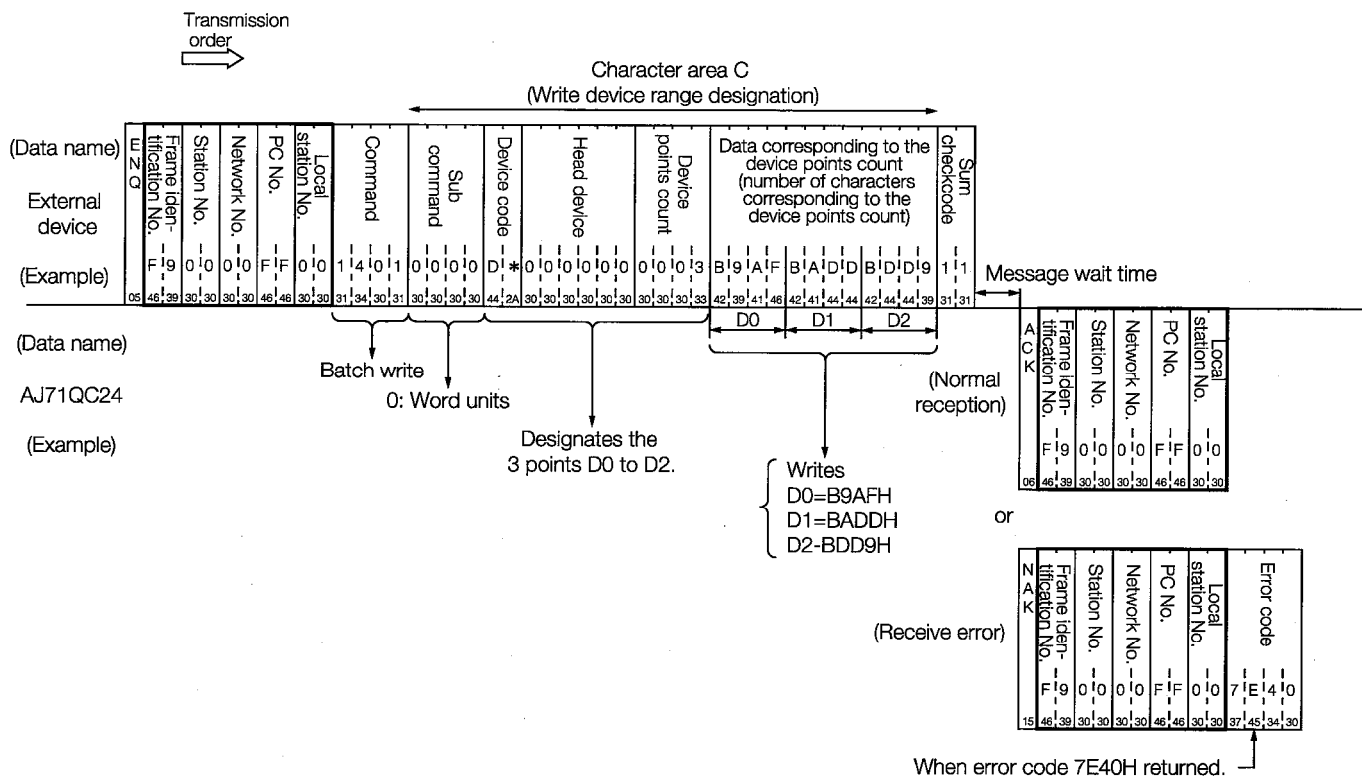 Transmission
order
Character area C
(Write device range designation)
(Data name)
External
device
(Example)
E
N
Q
Frame iden-
tification No.
Station No.
Network No.
PC No.
Local
station No.
Command
Sub
command
Device code
Head device
Device
points count
Data corresponding to the
device points count
(number of characters
corresponding to the
device points count)
Sum
checkcode
F 9 0 0 0 0 F F 0 0 1 4 0 1 0 0 0 0 D * 0 0 0 0 0 0 0 0 0 3 B 9 A F B A D D B D D 9 1 1
05 46 39 30 30 30 30 46 46 30 30 31 34 30 31 30 30 30 30 44 2A 30 30 30 30 30 30 30 30 30 33 42 39 41 46 42 41 44 44 42 44 44 39 31 31
Message wait time
D0 D1 D2
(Data name)
AJ71QC24
(Example)
Batch write
0: Word units
Designates the
3 points D0 to D2.
Writes
D0=B9AFH
D1=BADDH
D2-BDD9H
(Normal
reception)
A
C
K
Frame iden-
tification No.
Station No.
Network No.
PC No.
Local
station No.
F 9 0 0 0 0 F F 0 0
06 46 39 30 30 30 30 46 46 30 30
or
(Receive error)
N
A
K
Frame iden-
tification No.
Station No.
Network No.
PC No.
Local
station No.
Error code
F 9 0 0 0 0 F F 0 0 7 E 4 0
15 46 39 30 30 30 30 46 46 30 30 37 45 34 30
When error code 7E40H returned.